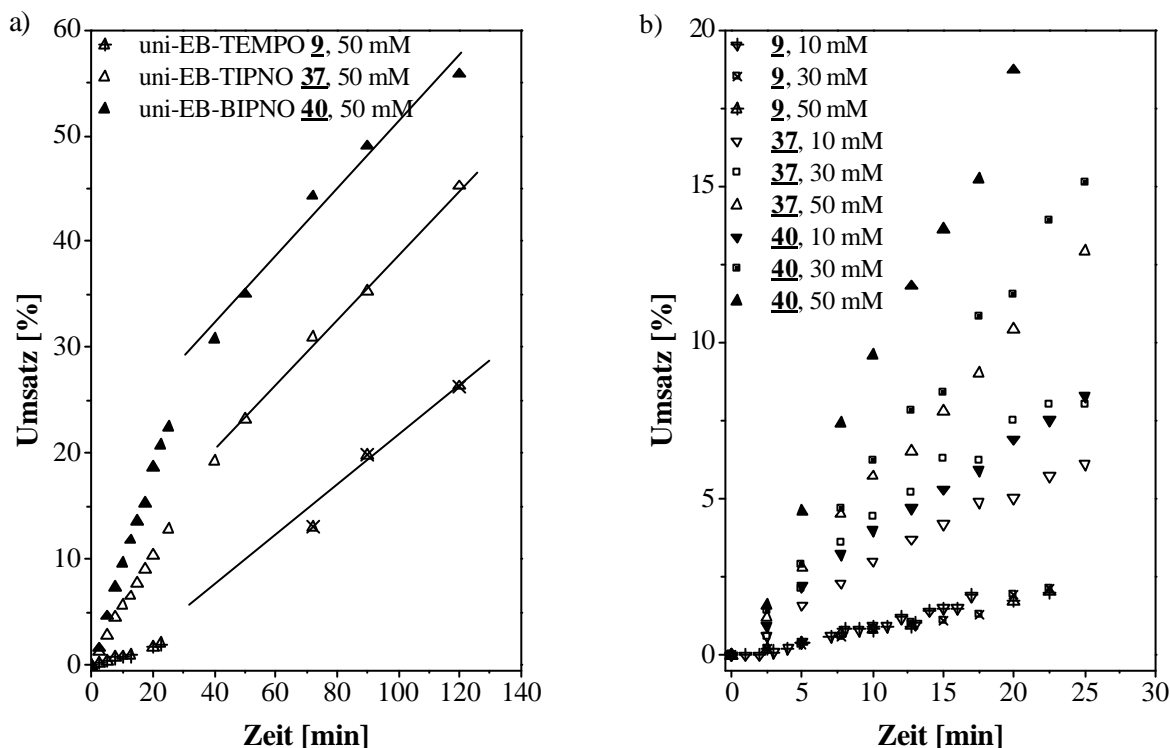 a)
uni-EB-TEMPO 9, 50 mM
uni-EB-TIPNO 37, 50 mM
uni-EB-BIPNO 40, 50 mM
60
50
40
30
20
10
0
Umsatz [%]
0 20 40 60 80 100 120 140
Zeit [min]
b)
9, 10 mM
9, 30 mM
9, 50 mM
37, 10 mM
37, 30 mM
37, 50 mM
40, 10 mM
40, 30 mM
40, 50 mM
20
15
10
5
0
Umsatz [%]
0 5 10 15 20 25 30
Zeit [min]